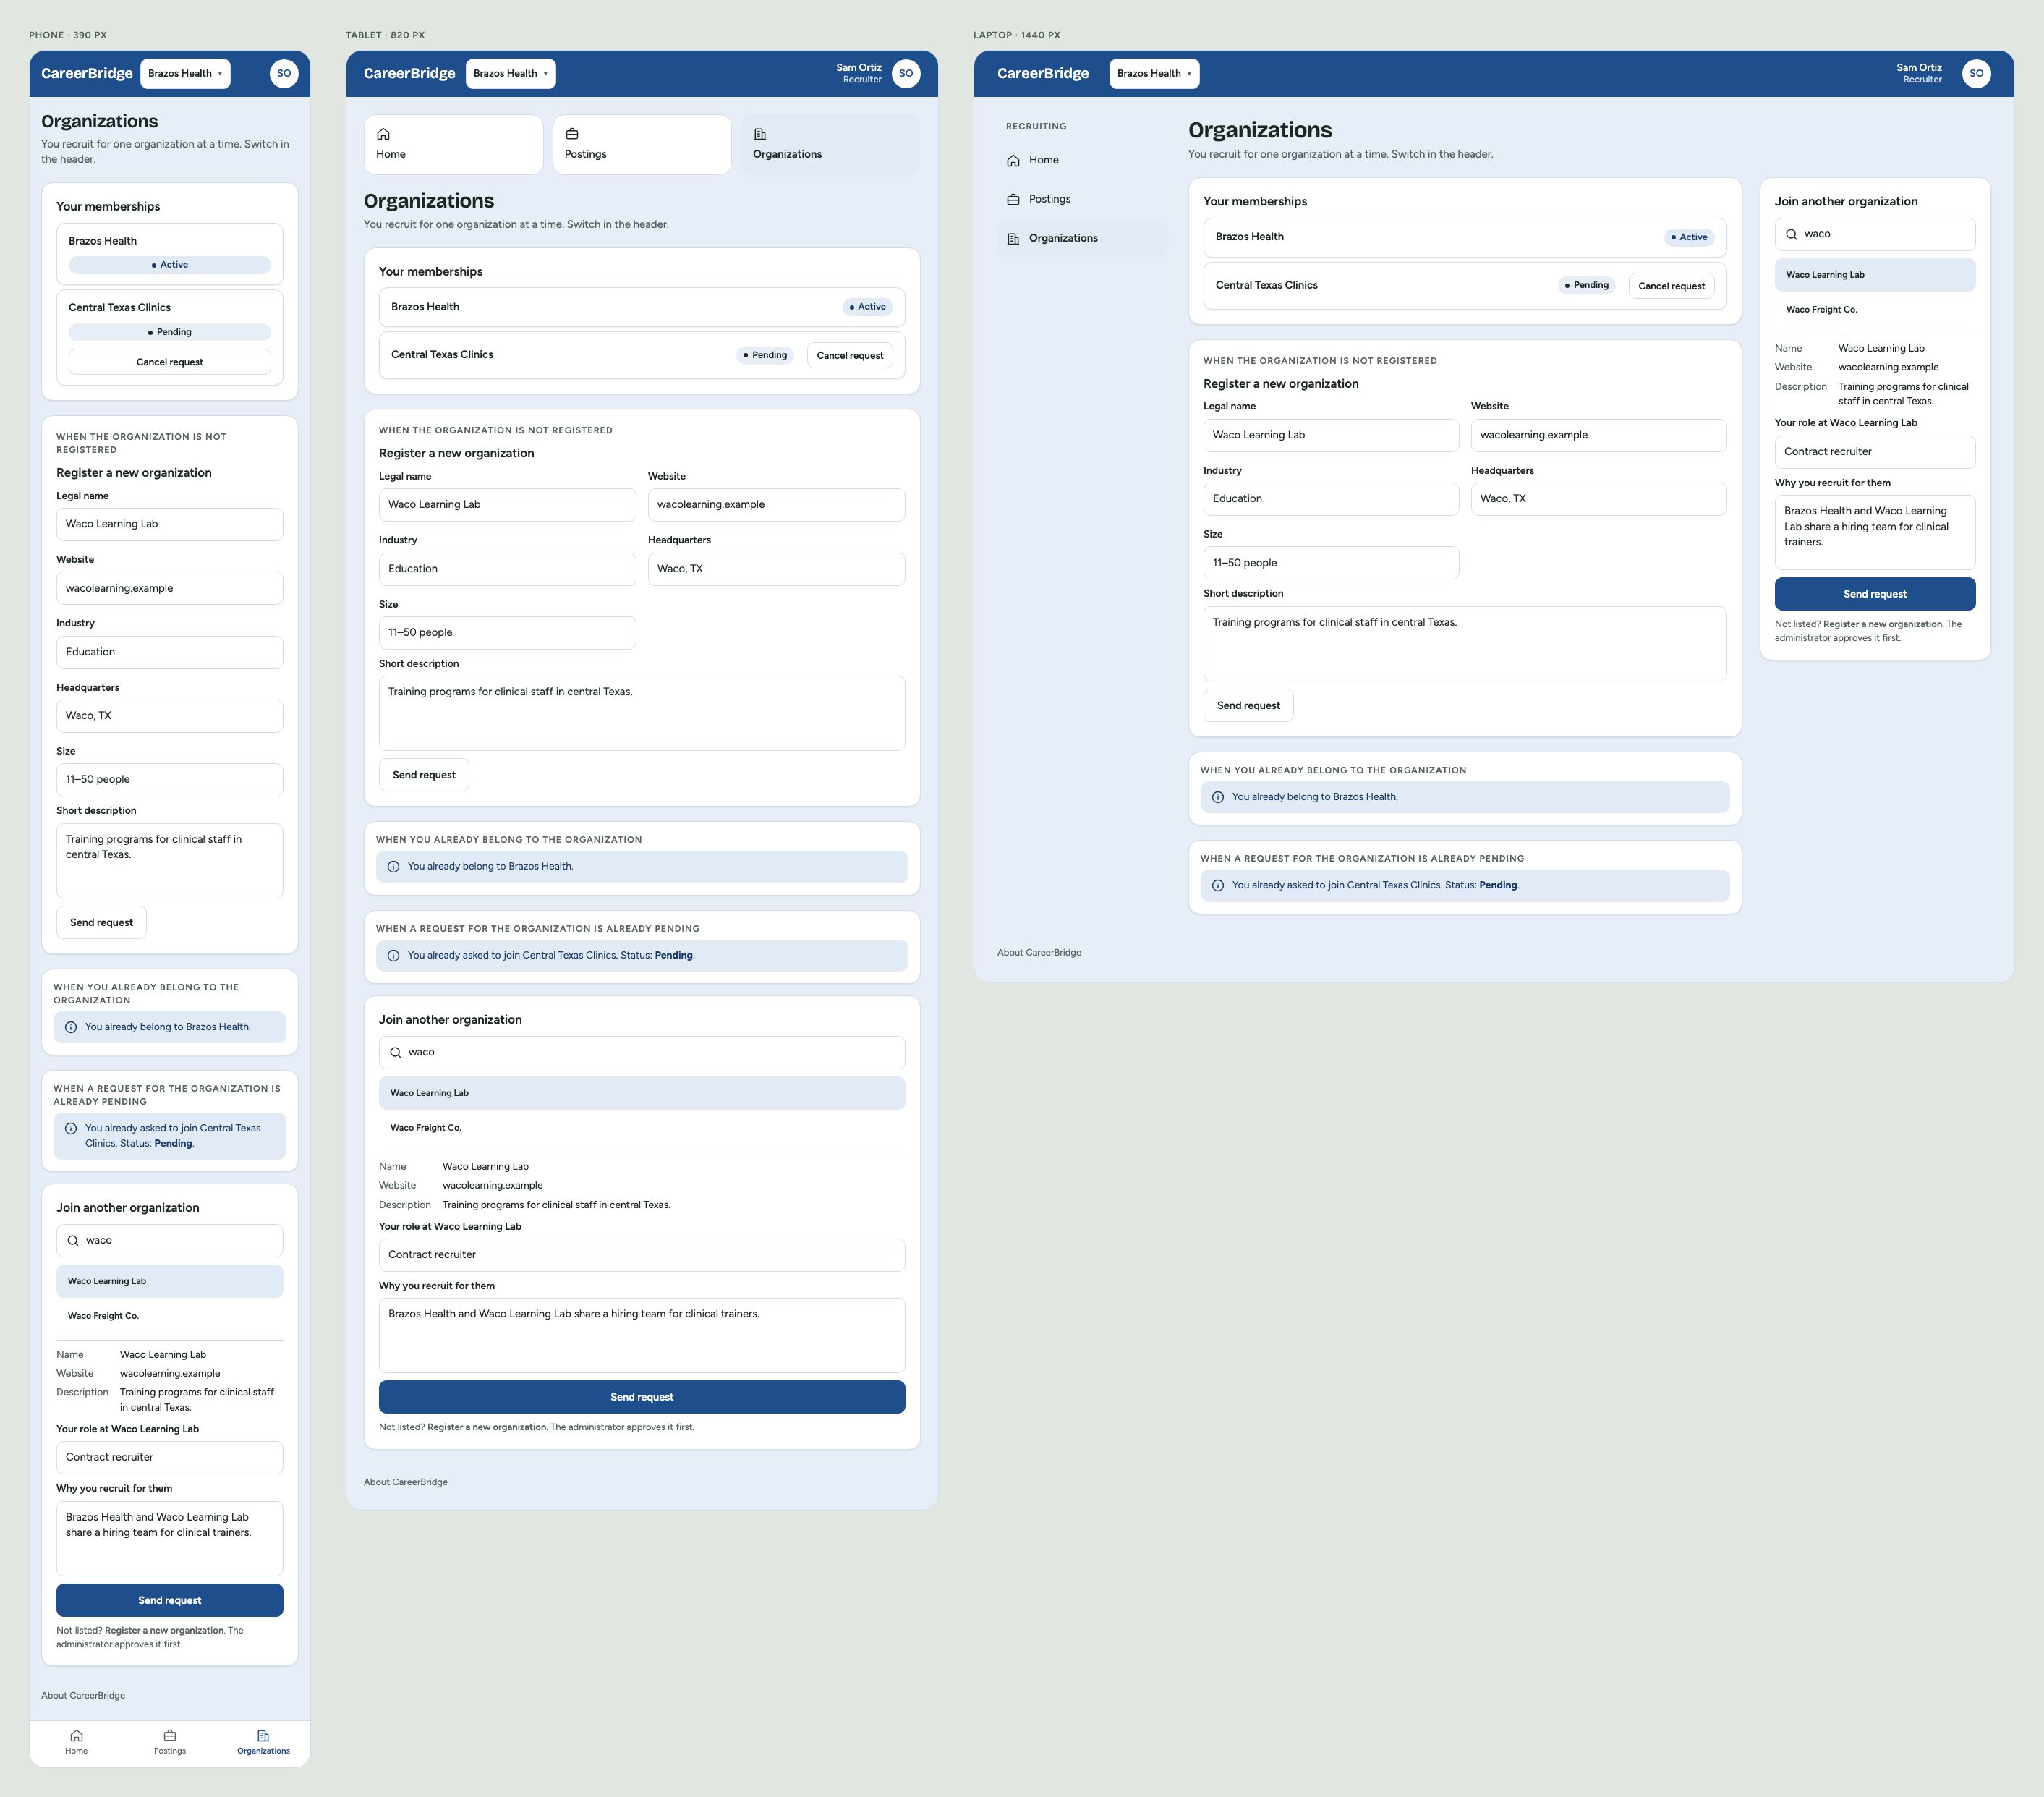 PHONE · 390 PX
CareerBridge
Brazos Health ▾
SO
Organizations
You recruit for one organization at a time. Switch in
the header.
Your memberships
Brazos Health
Active
Central Texas Clinics
Pending
Cancel request
WHEN THE ORGANIZATION IS NOT
REGISTERED
Register a new organization
Legal name
Waco Learning Lab
Website
wacolearning.example
Industry
Education
Headquarters
Waco, TX
Size
11–50 people
Short description
Training programs for clinical staff in
central Texas.
Send request
WHEN YOU ALREADY BELONG TO THE
ORGANIZATION
You already belong to Brazos Health.
WHEN A REQUEST FOR THE ORGANIZATION IS
ALREADY PENDING
You already asked to join Central Texas
Clinics. Status: Pending.
Join another organization
waco
Waco Learning Lab
Waco Freight Co.
Name Waco Learning Lab
Website wacolearning.example
Description Training programs for clinical staff
in central Texas.
Your role at Waco Learning Lab
Contract recruiter
Why you recruit for them
Brazos Health and Waco Learning Lab
share a hiring team for clinical trainers.
Send request
Not listed? Register a new organization. The
administrator approves it first.
About CareerBridge
Home
Postings
Organizations
TABLET · 820 PX
CareerBridge
Brazos Health ▾
Sam Ortiz
Recruiter
SO
Home
Postings
Organizations
Organizations
You recruit for one organization at a time. Switch in the header.
Your memberships
Brazos Health
Active
Central Texas Clinics
Pending
Cancel request
WHEN THE ORGANIZATION IS NOT REGISTERED
Register a new organization
Legal name
Waco Learning Lab
Website
wacolearning.example
Industry
Education
Headquarters
Waco, TX
Size
11–50 people
Short description
Training programs for clinical staff in central Texas.
Send request
WHEN YOU ALREADY BELONG TO THE ORGANIZATION
You already belong to Brazos Health.
WHEN A REQUEST FOR THE ORGANIZATION IS ALREADY PENDING
You already asked to join Central Texas Clinics. Status: Pending.
Join another organization
waco
Waco Learning Lab
Waco Freight Co.
Name Waco Learning Lab
Website wacolearning.example
Description Training programs for clinical staff in central Texas.
Your role at Waco Learning Lab
Contract recruiter
Why you recruit for them
Brazos Health and Waco Learning Lab share a hiring team for clinical trainers.
Send request
Not listed? Register a new organization. The administrator approves it first.
About CareerBridge
LAPTOP · 1440 PX
CareerBridge
Brazos Health ▾
Sam Ortiz
Recruiter
SO
RECRUITING
Home
Postings
Organizations
Organizations
You recruit for one organization at a time. Switch in the header.
Your memberships
Brazos Health
Active
Central Texas Clinics
Pending
Cancel request
WHEN THE ORGANIZATION IS NOT REGISTERED
Register a new organization
Legal name
Waco Learning Lab
Website
wacolearning.example
Industry
Education
Headquarters
Waco, TX
Size
11–50 people
Short description
Training programs for clinical staff in central Texas.
Send request
WHEN YOU ALREADY BELONG TO THE ORGANIZATION
You already belong to Brazos Health.
WHEN A REQUEST FOR THE ORGANIZATION IS ALREADY PENDING
You already asked to join Central Texas Clinics. Status: Pending.
Join another organization
waco
Waco Learning Lab
Waco Freight Co.
Name Waco Learning Lab
Website wacolearning.example
Description Training programs for clinical
staff in central Texas.
Your role at Waco Learning Lab
Contract recruiter
Why you recruit for them
Brazos Health and Waco Learning
Lab share a hiring team for clinical
trainers.
Send request
Not listed? Register a new organization. The
administrator approves it first.
About CareerBridge